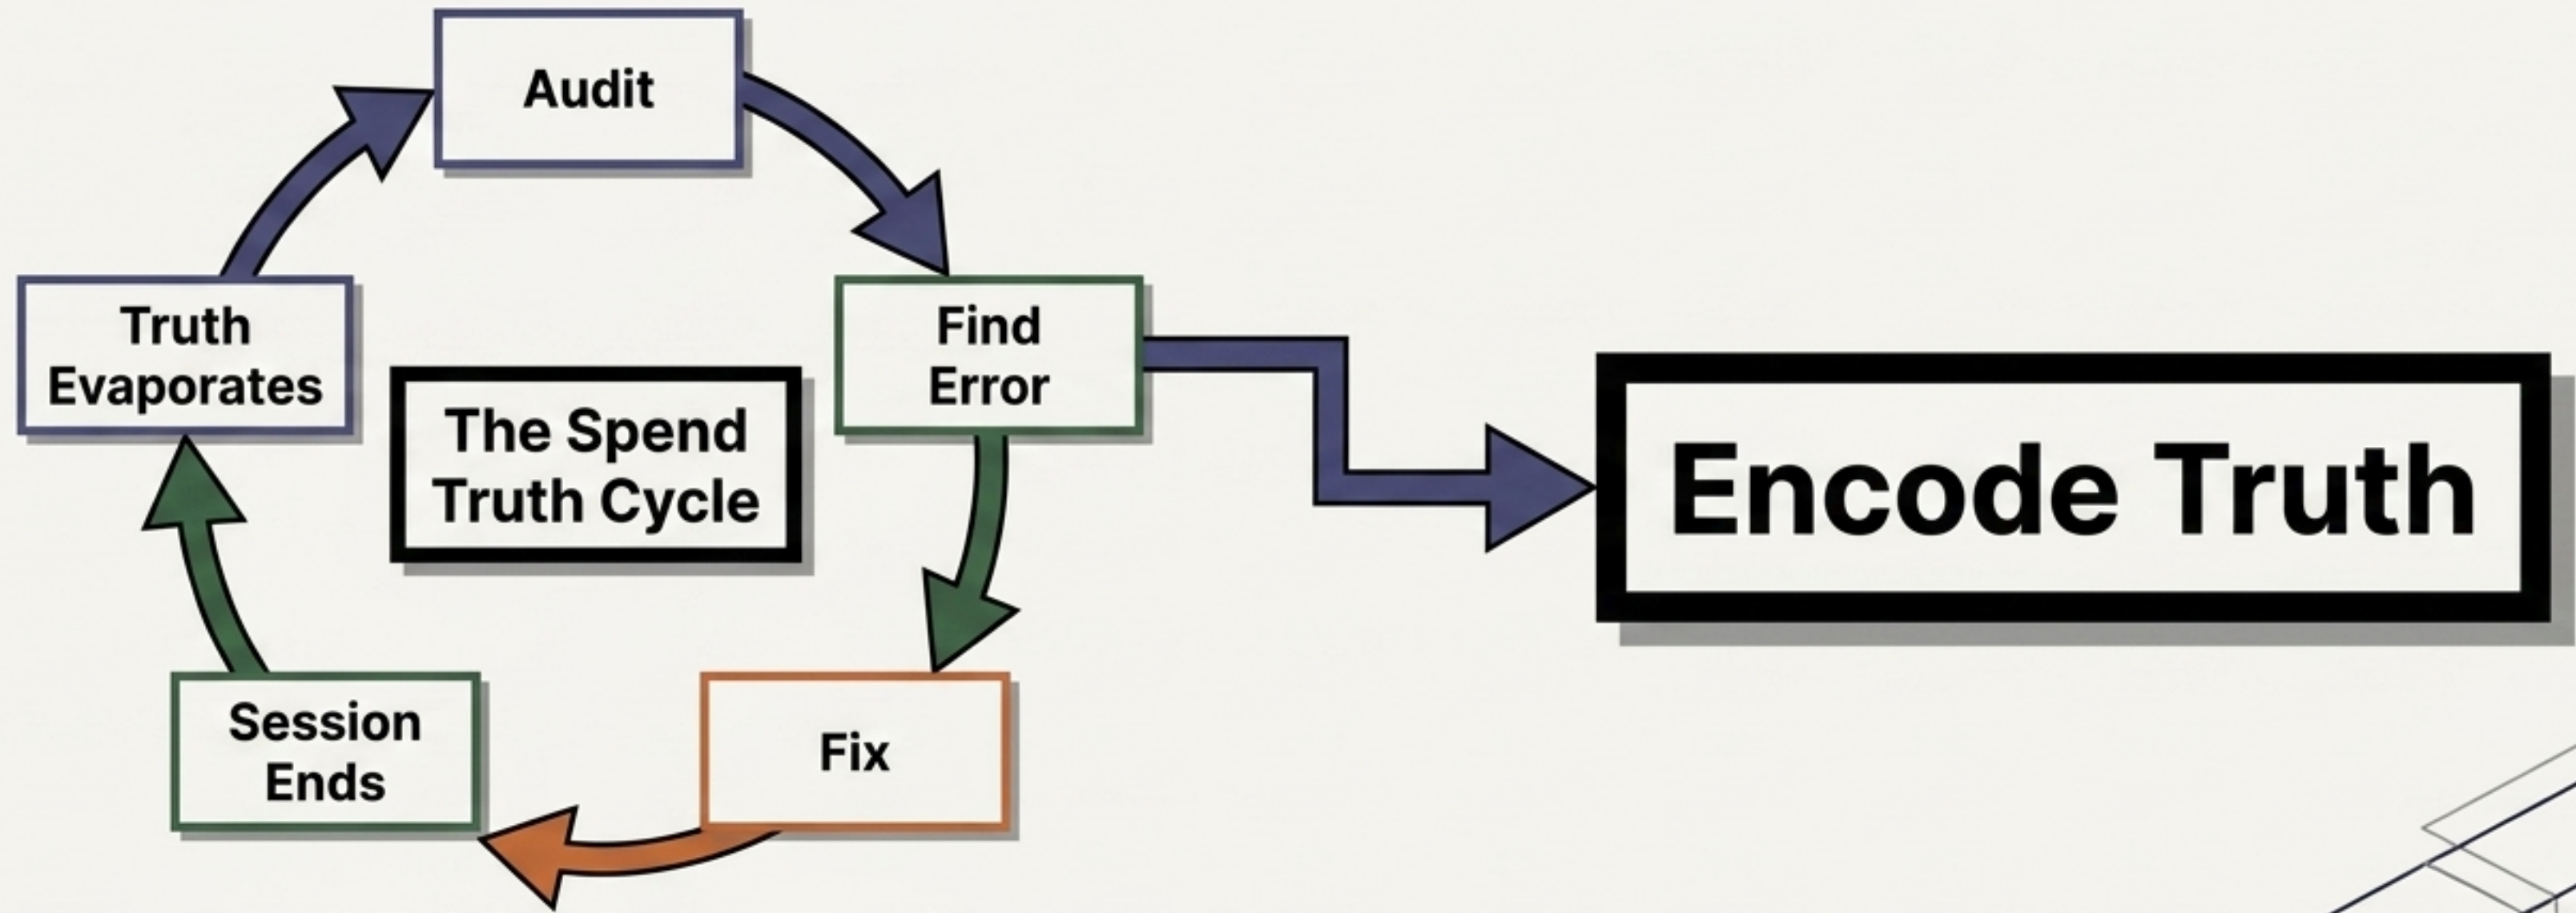 Audit
Find
Error
Fix
Session
Ends
Truth
Evaporates
The Spend
Truth Cycle
Encode Truth